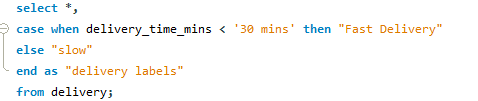 select *,
case when delivery_time_mins < '30 mins' then "Fast Delivery"
else "slow"
end as "delivery labels"
from delivery;